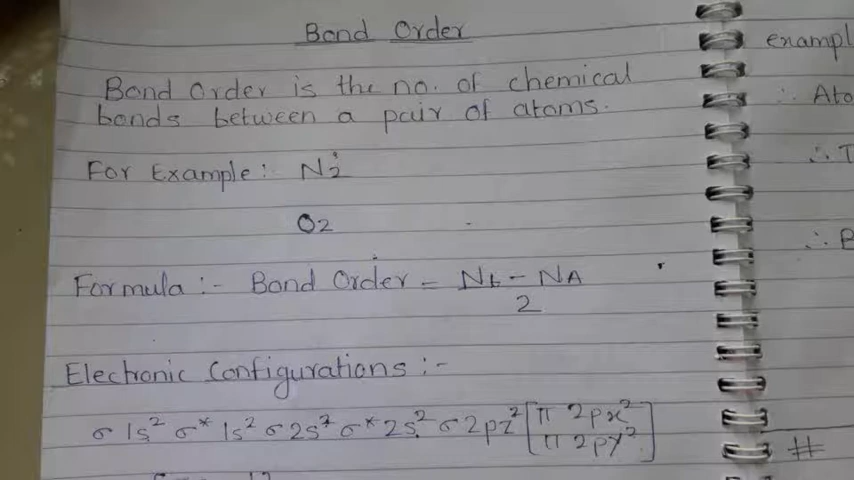 Bond Order
Bond Order is the no. of chemical
bonds between a pair of atoms.
For Example:- N2
O2
Formula :- Bond Order = Nb - NA
2
Electronic Configurations :-
σ 1s² σ* 1s² σ 2s² σ* 2s² σ 2pz² [π 2px²
π 2py²]
exampl
∴ Ato
∴ T
#